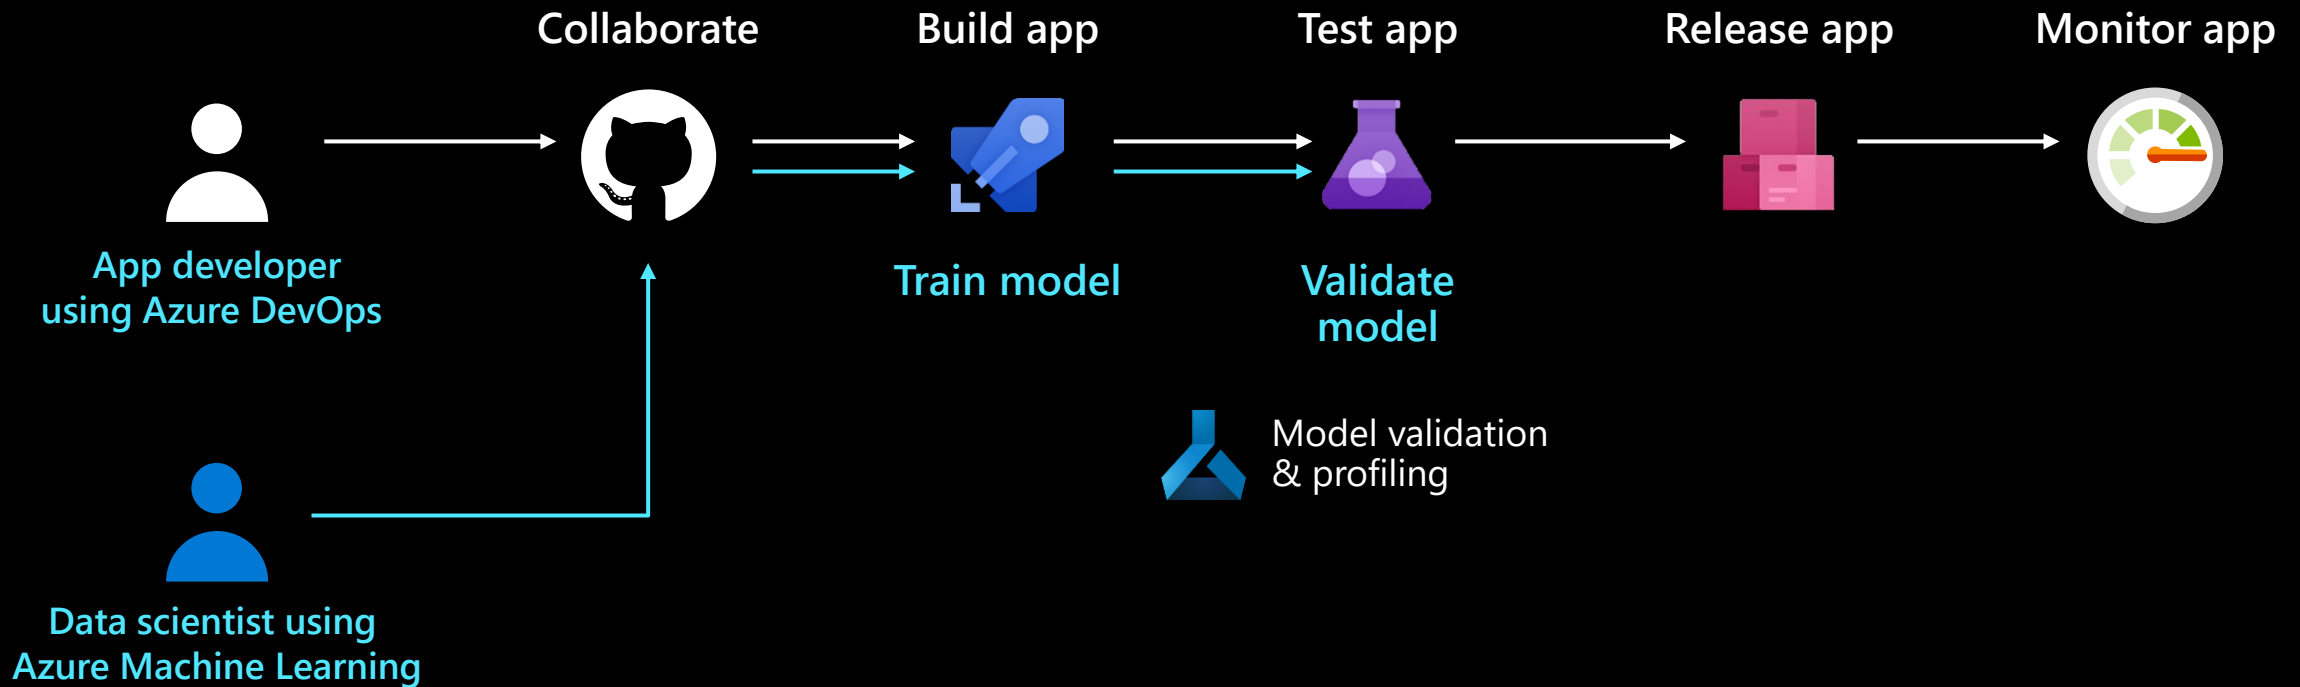 Collaborate
Build app
Test app
Release app
Monitor app
App developer
using Azure DevOps
Train model
Validate
model
Model validation
& profiling
Data scientist using
Azure Machine Learning